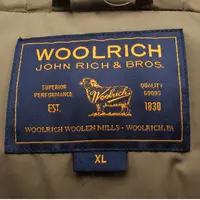 WOOLRICH
JOHN RICH & BROS.
SUPERIOR PERFORMANCE
QUALITY GOODS
Woolrich
EST.
1830
WOOLRICH WOOLEN MILLS · WOOLRICH, PA
XL